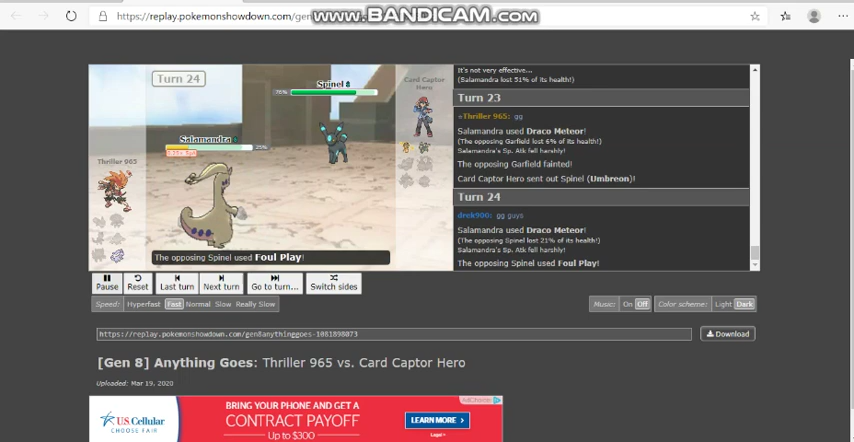 https://replay.pokemonshowdown.com/gen
www.BANDICAM.com
Turn 24
Spinel
76%
Card Captor
Hero
Salamandra
25%
Thriller 965
The opposing Spinel used Foul Play!
It's not very effective...
(Salamandra lost 51% of its health!)
Turn 23
☆Thriller 965: gg
Salamandra used Draco Meteor!
(The opposing Garfield lost 6% of its health!)
Salamandra's Sp. Atk fell harshly!
The opposing Garfield fainted!
Card Captor Hero sent out Spinel (Umbreon)!
Turn 24
drek900: gg guys
Salamandra used Draco Meteor!
(The opposing Spinel lost 21% of its health!)
Salamandra's Sp. Atk fell harshly!
The opposing Spinel used Foul Play!
Pause
Reset
Last turn
Next turn
Go to turn...
Switch sides
Speed: Hyperfast Fast Normal Slow Really Slow
Music: On Off
Color scheme: Light Dark
https://replay.pokemonshowdown.com/gen8anythinggoes-1081898073
Download
[Gen 8] Anything Goes: Thriller 965 vs. Card Captor Hero
Uploaded: Mar 19, 2020
AdChoices
US Cellular
CHOOSE FAIR
BRING YOUR PHONE AND GET A
CONTRACT PAYOFF
Up to $300
LEARN MORE >
Legal